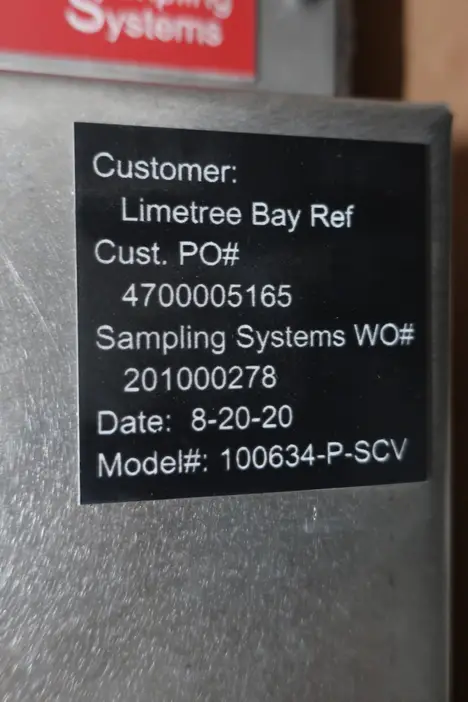 Systems
Customer:
Limetree Bay Ref
Cust. PO#
4700005165
Sampling Systems WO#
201000278
Date: 8-20-20
Model#: 100634-P-SCV